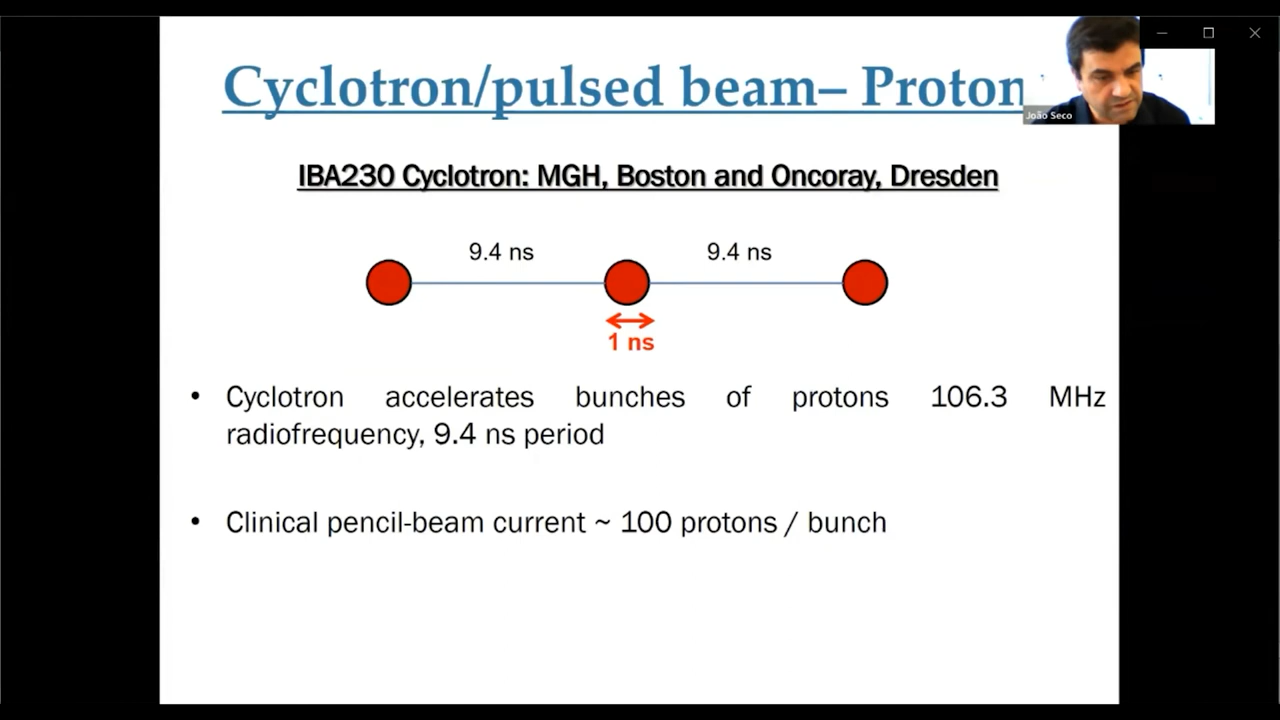 Cyclotron/pulsed beam– Proton
João Seco
IBA230 Cyclotron: MGH, Boston and Oncoray, Dresden
9.4 ns 9.4 ns
1 ns
• Cyclotron accelerates bunches of protons 106.3 MHz
radiofrequency, 9.4 ns period
• Clinical pencil-beam current ~ 100 protons / bunch